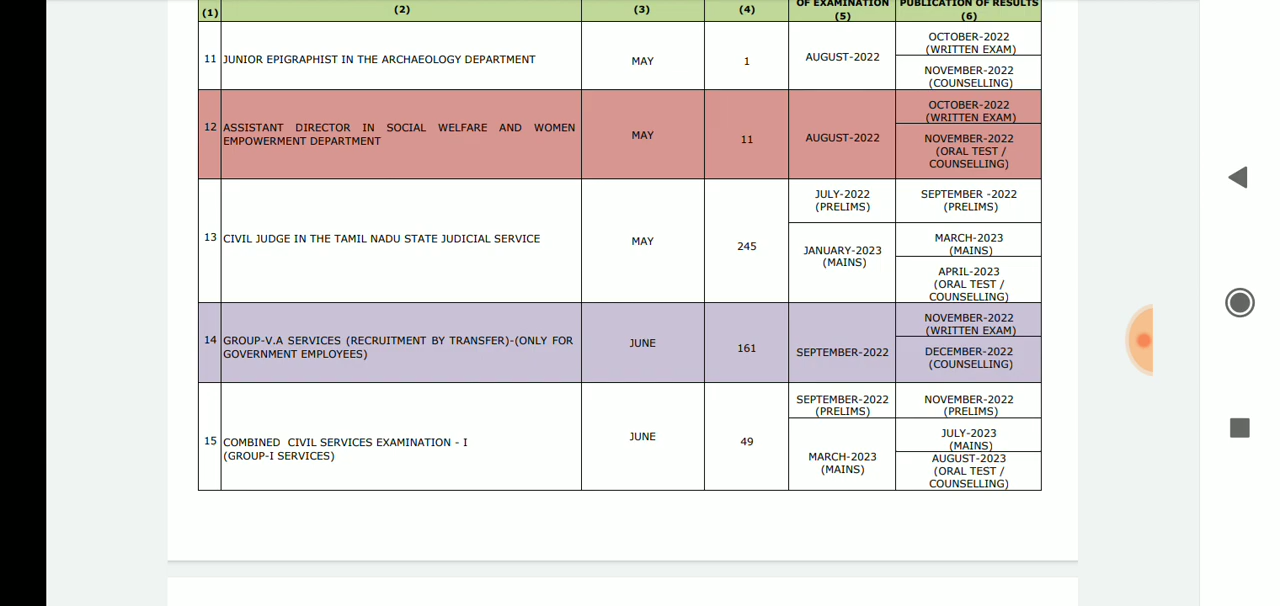 OF EXAMINATION PUBLICATION OF RESULTS
(1) (2) (3) (4) (5) (6)
11 JUNIOR EPIGRAPHIST IN THE ARCHAEOLOGY DEPARTMENT MAY 1 AUGUST-2022
OCTOBER-2022
(WRITTEN EXAM)
NOVEMBER-2022
(COUNSELLING)
12 ASSISTANT DIRECTOR IN SOCIAL WELFARE AND WOMEN
EMPOWERMENT DEPARTMENT
MAY 11 AUGUST-2022
OCTOBER-2022
(WRITTEN EXAM)
NOVEMBER-2022
(ORAL TEST /
COUNSELLING)
13 CIVIL JUDGE IN THE TAMIL NADU STATE JUDICIAL SERVICE MAY 245
JULY-2022
(PRELIMS)
JANUARY-2023
(MAINS)
SEPTEMBER -2022
(PRELIMS)
MARCH-2023
(MAINS)
APRIL-2023
(ORAL TEST /
COUNSELLING)
14 GROUP-V.A SERVICES (RECRUITMENT BY TRANSFER)-(ONLY FOR
GOVERNMENT EMPLOYEES)
JUNE 161 SEPTEMBER-2022
NOVEMBER-2022
(WRITTEN EXAM)
DECEMBER-2022
(COUNSELLING)
15 COMBINED CIVIL SERVICES EXAMINATION - I
(GROUP-I SERVICES)
JUNE 49
SEPTEMBER-2022
(PRELIMS)
MARCH-2023
(MAINS)
NOVEMBER-2022
(PRELIMS)
JULY-2023
(MAINS)
AUGUST-2023
(ORAL TEST /
COUNSELLING)